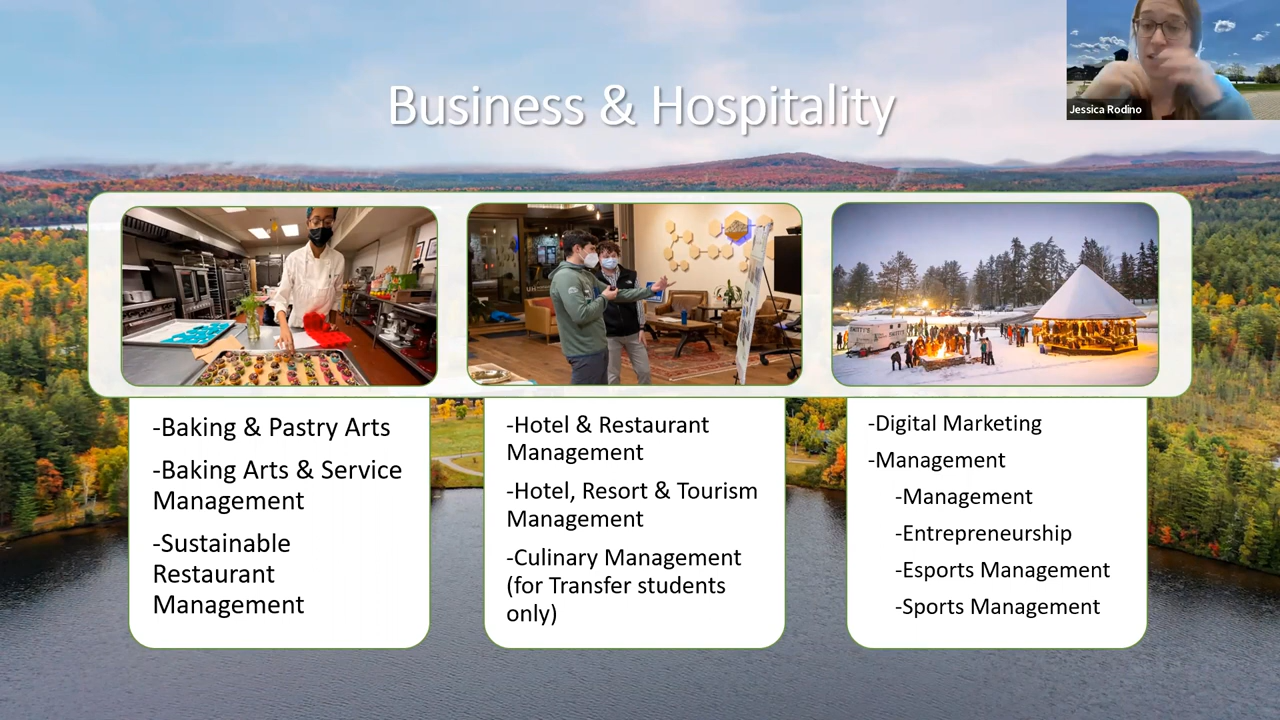 Business & Hospitality
Jessica Rodino
-Baking & Pastry Arts
-Baking Arts & Service
Management
-Sustainable
Restaurant
Management
-Hotel & Restaurant
Management
-Hotel, Resort & Tourism
Management
-Culinary Management
(for Transfer students
only)
-Digital Marketing
-Management
-Management
-Entrepreneurship
-Esports Management
-Sports Management